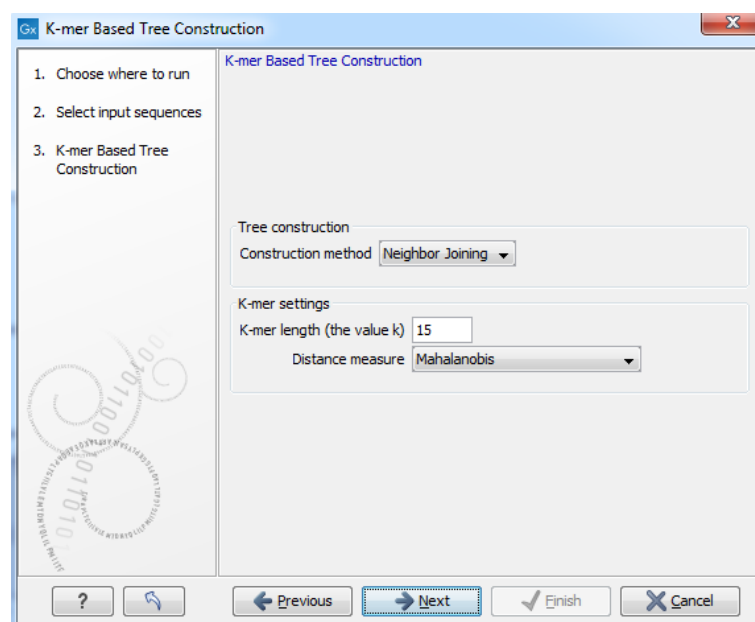 Gx K-mer Based Tree Construction
X
1. Choose where to run
2. Select input sequences
3. K-mer Based Tree
Construction
K-mer Based Tree Construction
Tree construction
Construction method Neighbor Joining
K-mer settings
K-mer length (the value k) 15
Distance measure Mahalanobis
? Previous Next Finish Cancel